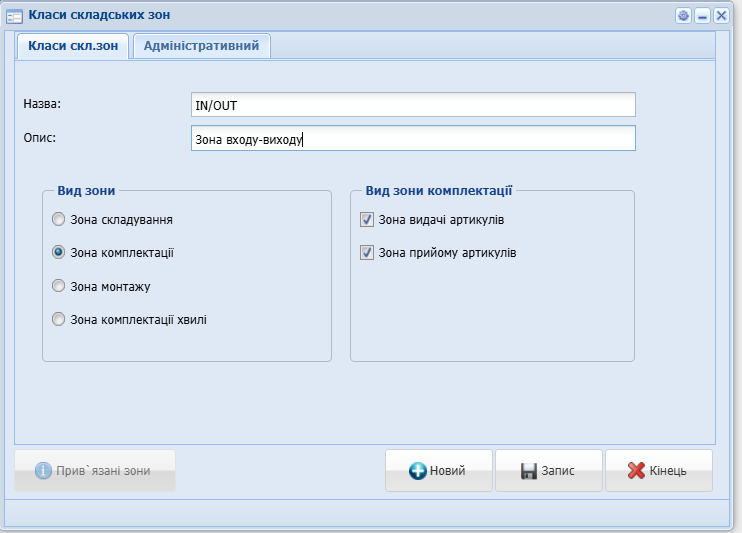 Класи складських зон
Класи скл.зон Адміністративний
Назва: IN/OUT
Опис: Зона входу-виходу
Вид зони
Зона складування
Зона комплектації
Зона монтажу
Зона комплектації хвилі
Вид зони комплектації
Зона видачі артикулів
Зона прийому артикулів
Прив`язані зони Новий Запис Кінець